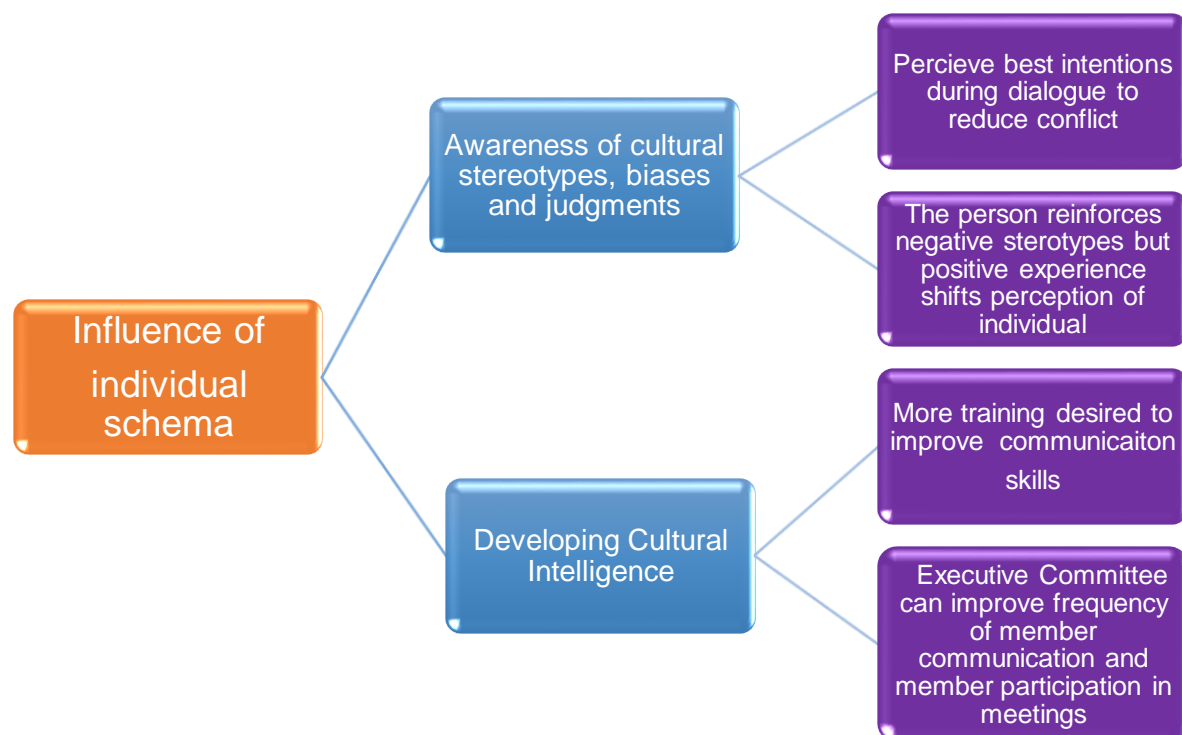 Influence of
individual
schema
Awareness of cultural
stereotypes, biases
and judgments
Percieve best intentions
during dialogue to
reduce conflict
The person reinforces
negative sterotypes but
positive experience
shifts perception of
individual
Developing Cultural
Intelligence
More training desired to
improve communicaiton
skills
Executive Committee
can improve frequency
of member
communication and
member participation in
meetings